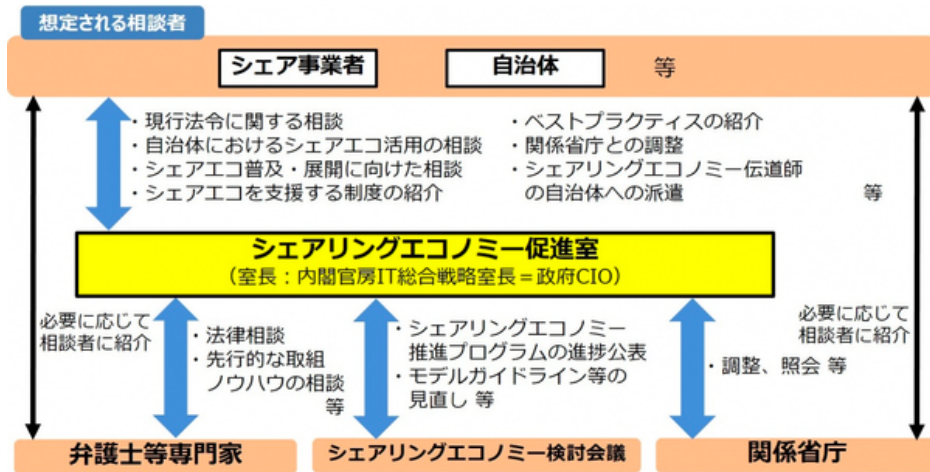 想定される相談者
シェア事業者
自治体
等
・現行法令に関する相談
・自治体におけるシェアエコ活用の相談
・シェアエコ普及・展開に向けた相談
・シェアエコを支援する制度の紹介
・ベストプラクティスの紹介
・関係省庁との調整
・シェアリングエコノミー伝道師
の自治体への派遣
等
シェアリングエコノミー促進室
（室長：内閣官房IT総合戦略室長＝政府CIO）
必要に応じて
相談者に紹介
・法律相談
・先行的な取組
ノウハウの相談
等
・シェアリングエコノミー
推進プログラムの進捗公表
・モデルガイドライン等の
見直し 等
・調整、照会 等
必要に応じて
相談者に紹介
弁護士等専門家
シェアリングエコノミー検討会議
関係省庁